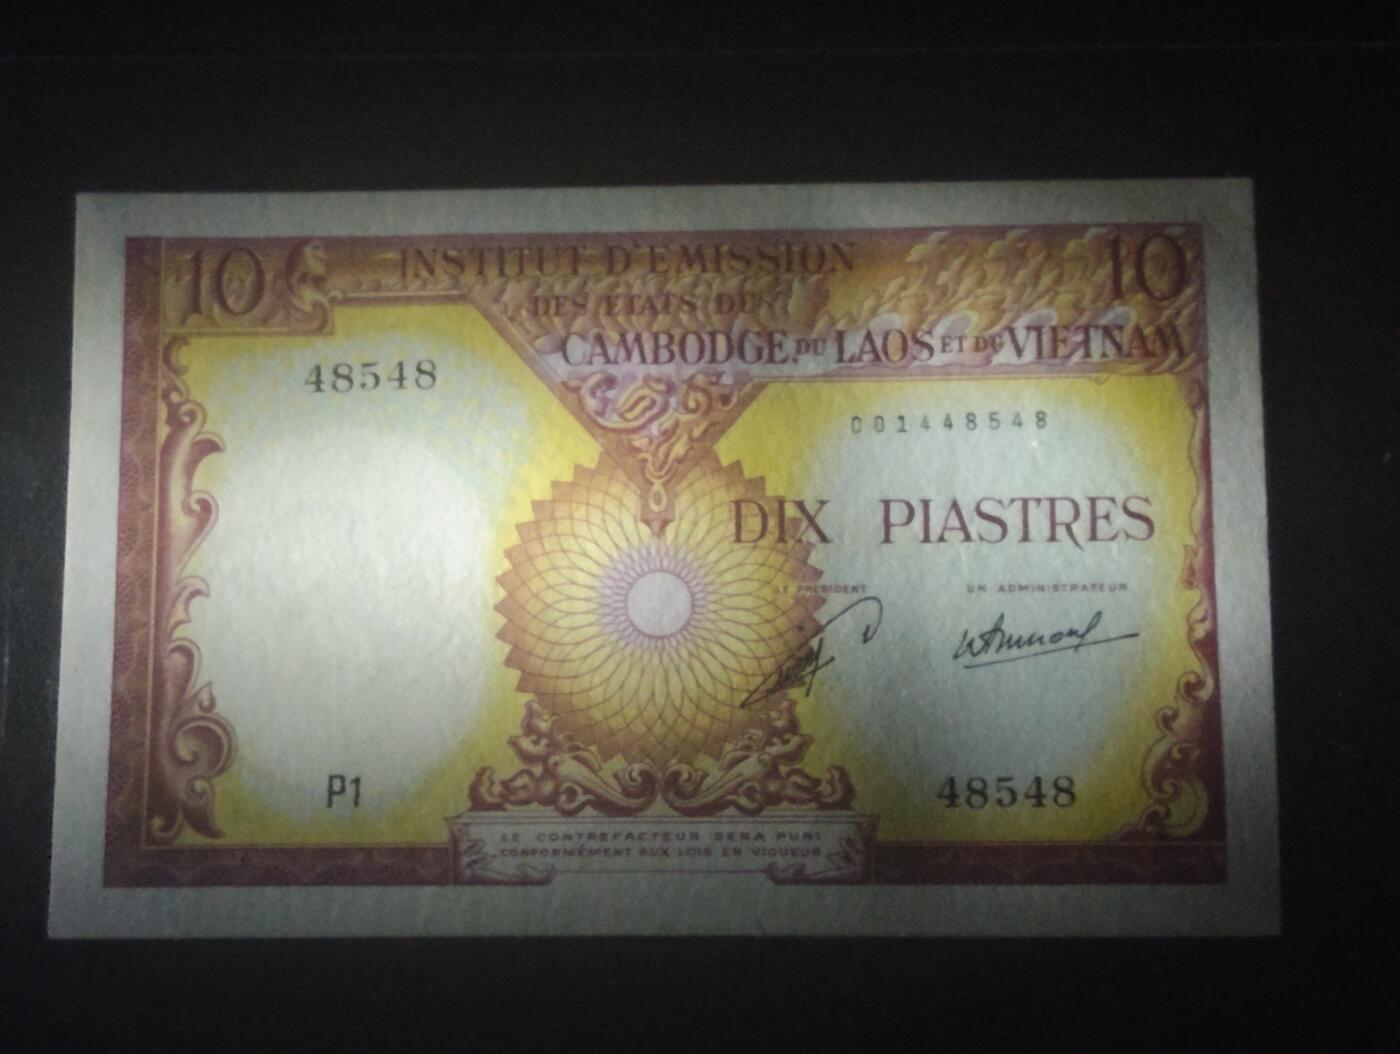 10 INSTITUT D'EMISSION 10
DES ETATS DU
CAMBODGE, DU LAOS ET DU VIETNAM
48548
001448548
DIX PIASTRES
LE PRESIDENT UN ADMINISTRATEUR
P1
48548
LE CONTREFACTEUR SERA PUNI
CONFORMÉMENT AUX LOIS EN VIGUEUR